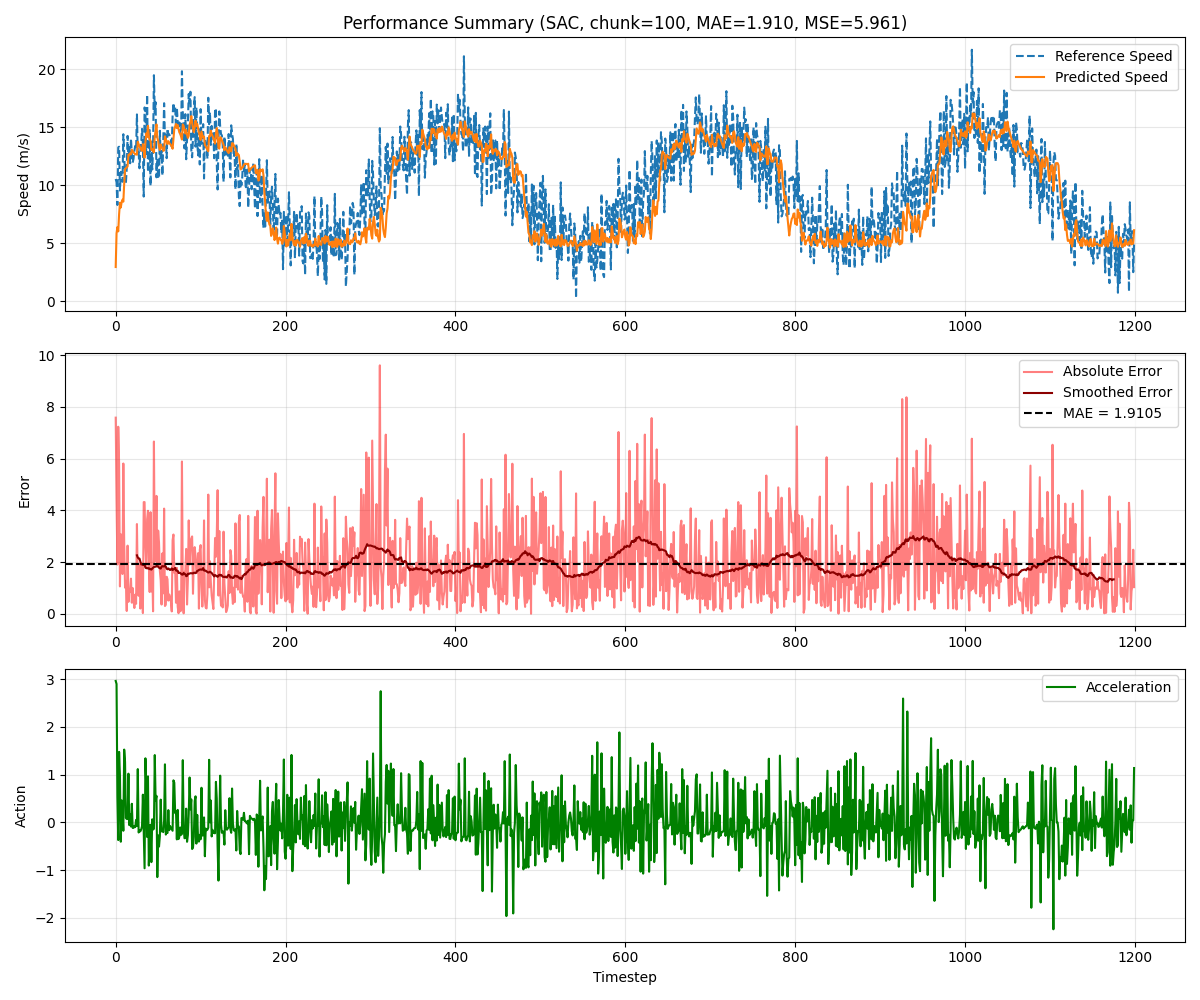 Performance Summary (SAC, chunk=100, MAE=1.910, MSE=5.961)
Speed (m/s)
20
15
10
5
0
Reference Speed
Predicted Speed
0 200 400 600 800 1000 1200
Error
10
8
6
4
2
0
Absolute Error
Smoothed Error
MAE = 1.9105
0 200 400 600 800 1000 1200
Action
3
2
1
0
−1
−2
Acceleration
0 200 400 600 800 1000 1200
Timestep